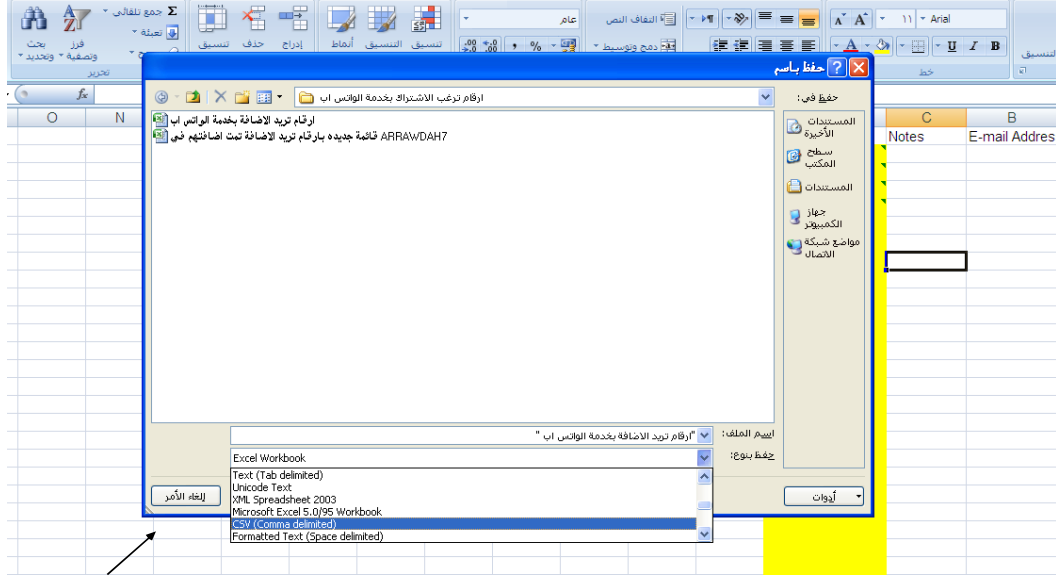 Σ جمع تلقائي
تعبئة
فرز وتصفية
بحث وتحديد
تحرير
إدراج
حذف
تنسيق
أنماط
التنسيق
تنسيق
عام
% ,
التفاف النص
دمج وتوسيط
Arial
11
B I U
خط
التنسيق
fx
O
N
C
B
Notes
E-mail Addres
حفظ باسم
حفظ في:
ارقام ترغب الاشتراك بخدمة الواتس اب
المستندات الأخيرة
سطح المكتب
المستندات
جهاز الكمبيوتر
مواضع شبكة الاتصال
ارقام تريد الاضافة بخدمة الواتس اب
ARRAWDAH7 قائمة جديده بارقام تريد الاضافة تمت اضافتهم في
اسم الملف:
"ارقام تريد الاضافة بخدمة الواتس اب "
حفظ بنوع:
Excel Workbook
Text (Tab delimited)
Unicode Text
XML Spreadsheet 2003
Microsoft Excel 5.0/95 Workbook
CSV (Comma delimited)
Formatted Text (Space delimited)
أدوات
إلغاء الأمر